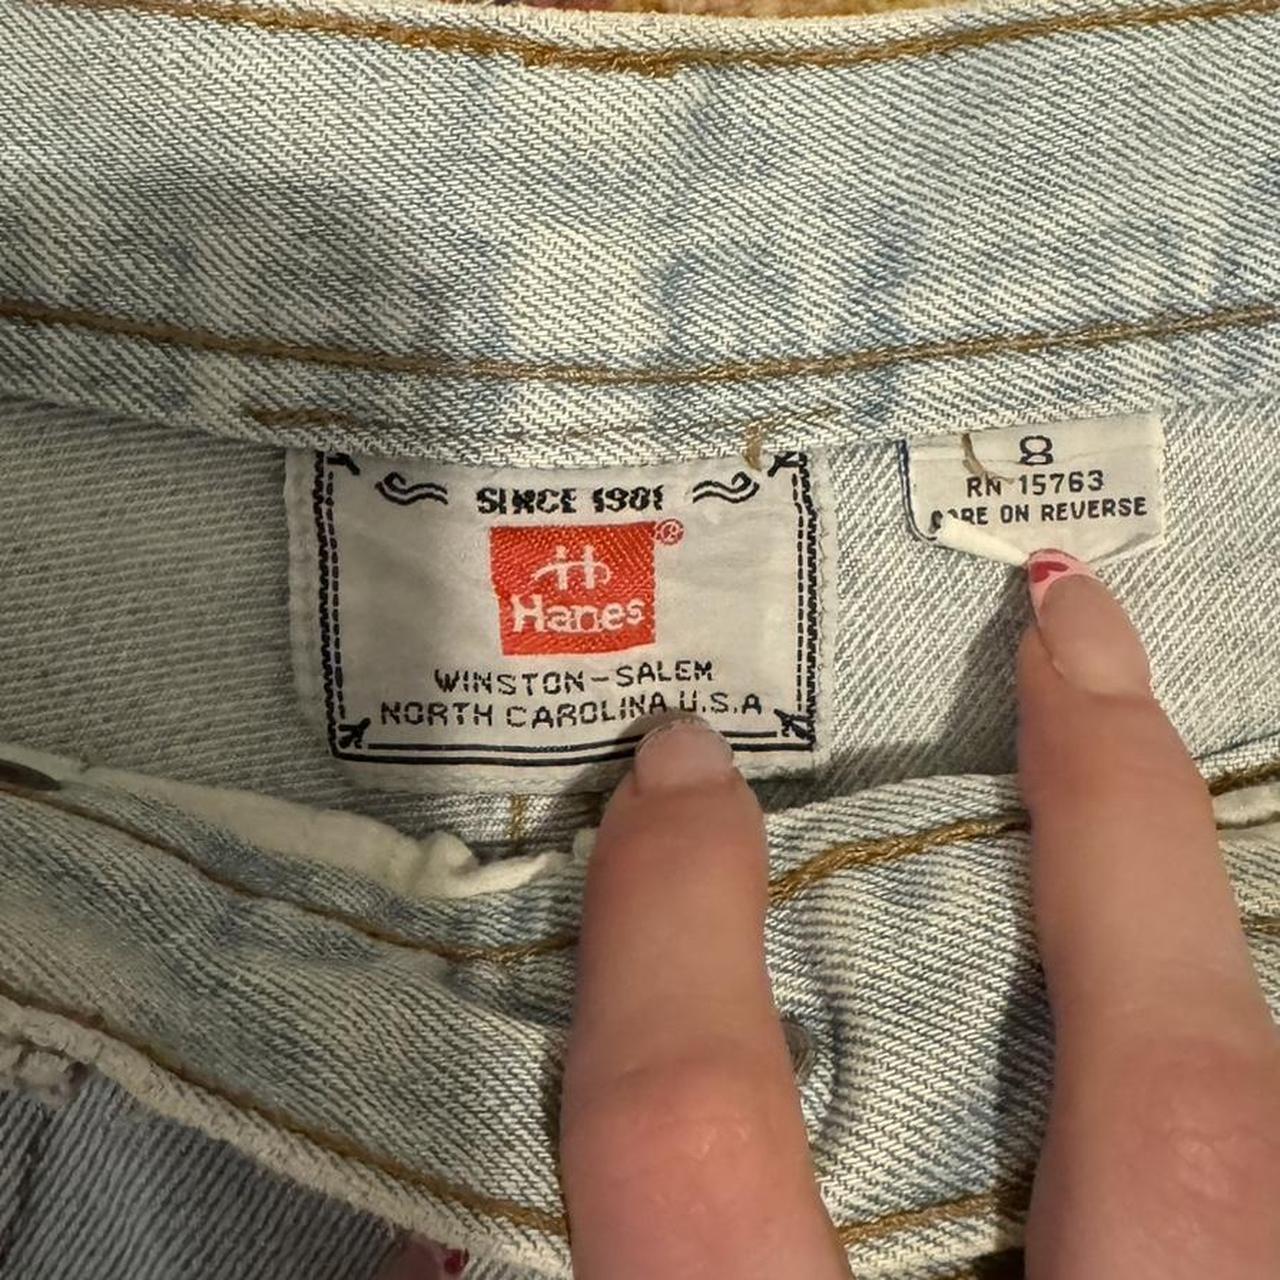 SINCE 1901
®
H
Hanes
WINSTON-SALEM
NORTH CAROLINA U.S.A
8
RN 15763
CARE ON REVERSE